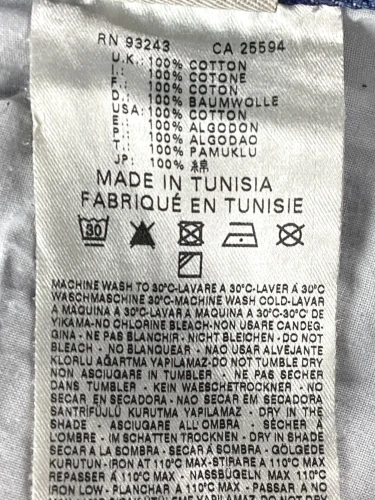 RN 93243 CA 25594
U.K.: 100% COTTON
I.: 100% COTONE
F.: 100% COTON
D.: 100% BAUMWOLLE
USA: 100% COTTON
E.: 100% ALGODON
P.: 100% ALGODAO
T.: 100% PAMUKLU
JP: 100% 綿
MADE IN TUNISIA
FABRIQUÉ EN TUNISIE
30
MACHINE WASH TO 30°C-LAVARE A 30°C-LAVER Á 30°C
WASCHMASCHINE 30°C-MACHINE WASH COLD-LAVAR
A MÁQUINA A 30°C-LAVAR A MAQUINA A 30°C-30°C' DE
YIKAMA-NO CHLORINE BLEACH-NON USARE CANDEG-
GINA - NE PAS BLANCHIR - NICHT BLEICHEN - DO NOT
BLEACH - NO BLANQUEAR - NÁO USAR ALVEJANTE
KLORLU AĞARTMA YAPILAMAZ-DO NOT TUMBLE DRY
NON ASCIUGARE IN TUMBLER - NE PAS SÉCHER
DANS TUMBLER - KEIN WAESCHETROCKNER - NO
SECAR EN SECADORA - NAO SECAR EM SECADORA
SANTRİFÜJLÜ KURUTMA YAPILAMAZ - DRY IN THE
SHADE - ASCIUGARE ALL'OMBRA - SÉCHER À
L'OMBRE - IM SCHATTEN TROCKNEN - DRY IN SHADE
SECAR A LA SOMBRA - SECAR Á SOMBRA - GÖLGEDE
KURUTUN-IRON AT 110°C MAX-STIRARE A 110°C MAX
REPASSER Á 110°C MAX - NASSBÜGELN MAX 110°C
IRON LOW-PLANCHAR A 110°C MAX - PASSAR A NO